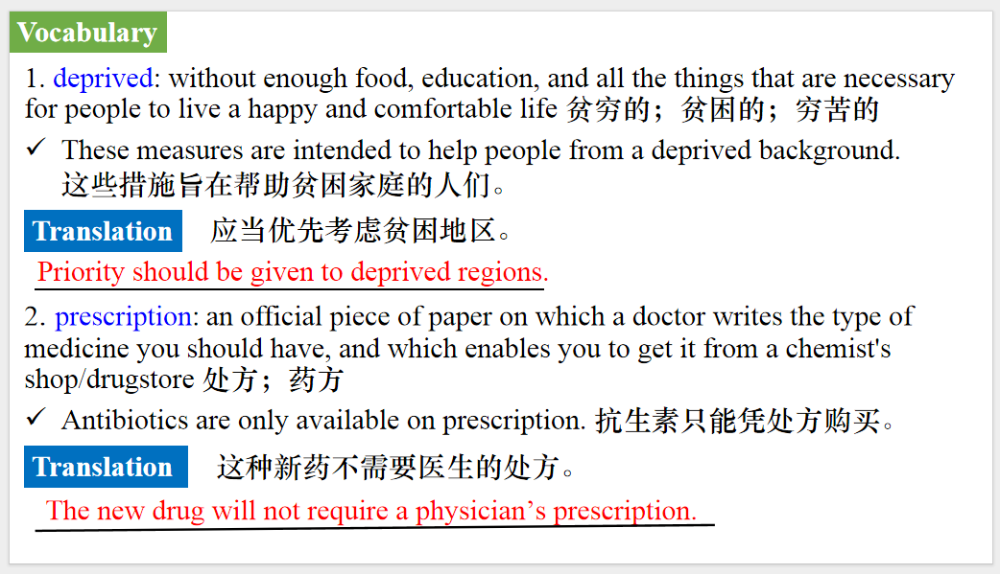 Vocabulary
1. deprived: without enough food, education, and all the things that are necessary
for people to live a happy and comfortable life 贫穷的；贫困的；穷苦的
✓ These measures are intended to help people from a deprived background.
这些措施旨在帮助贫困家庭的人们。
Translation 应当优先考虑贫困地区。
Priority should be given to deprived regions.
2. prescription: an official piece of paper on which a doctor writes the type of
medicine you should have, and which enables you to get it from a chemist's
shop/drugstore 处方；药方
✓ Antibiotics are only available on prescription. 抗生素只能凭处方购买。
Translation 这种新药不需要医生的处方。
The new drug will not require a physician’s prescription.